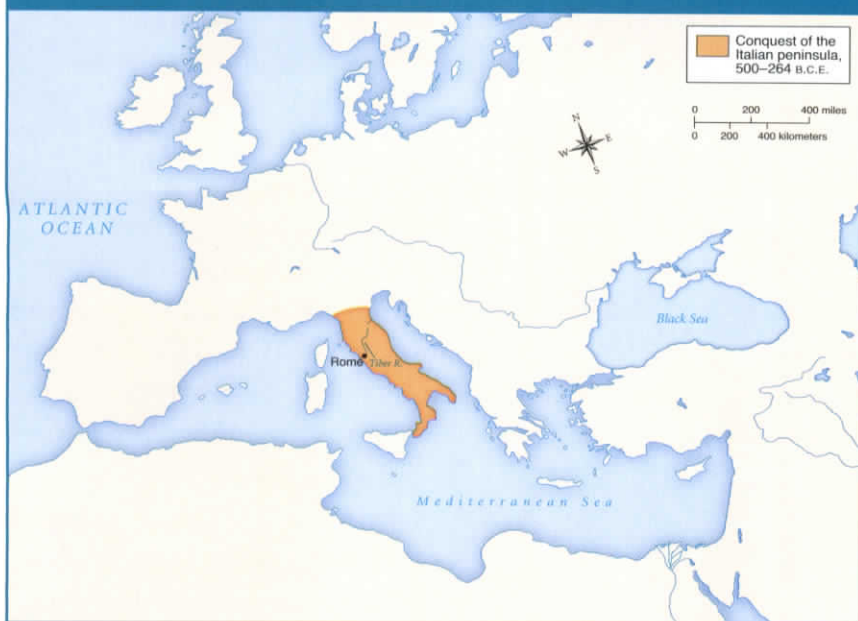 Conquest of the
Italian peninsula,
500–264 B.C.E.
0 200 400 miles
0 200 400 kilometers
N
W E
S
ATLANTIC
OCEAN
Black Sea
Rome Tiber R.
Mediterranean Sea